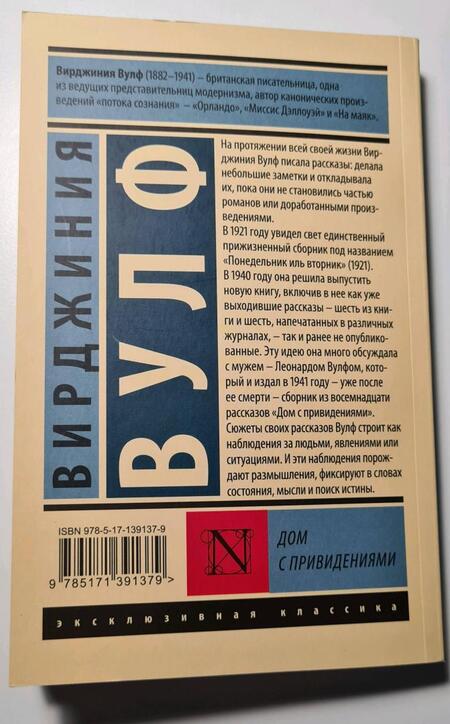 Вирджиния Вулф (1882–1941) – британская писательница, одна
из ведущих представительниц модернизма, автор канонических произ-
ведений «потока сознания» – «Орландо», «Миссис Дэллоуэй» и «На маяк».
ВИРДЖИНИЯ
ВУЛФ
На протяжении всей своей жизни Вир-
джиния Вулф писала рассказы: делала
небольшие заметки и откладывала
их, пока они не становились частью
романов или доработанными произ-
ведениями.
В 1921 году увидел свет единственный
прижизненный сборник под названием
«Понедельник иль вторник» (1921).
В 1940 году она решила выпустить
новую книгу, включив в нее как уже
выходившие рассказы – шесть из кни-
ги и шесть, напечатанных в различных
журналах, – так и ранее не опублико-
ванные. Эту идею она много обсуждала
с мужем – Леонардом Вулфом, кото-
рый и издал в 1941 году – уже после
ее смерти – сборник из восемнадцати
рассказов «Дом с привидениями».
Сюжеты своих рассказов Вулф строит как
наблюдения за людьми, явлениями или
ситуациями. И эти наблюдения порож-
дают размышления, фиксируют в словах
состояния, мысли и поиск истины.
ISBN 978-5-17-139137-9
9 785171 391379 >
N
ДОМ
С ПРИВИДЕНИЯМИ
эксклюзивная классика